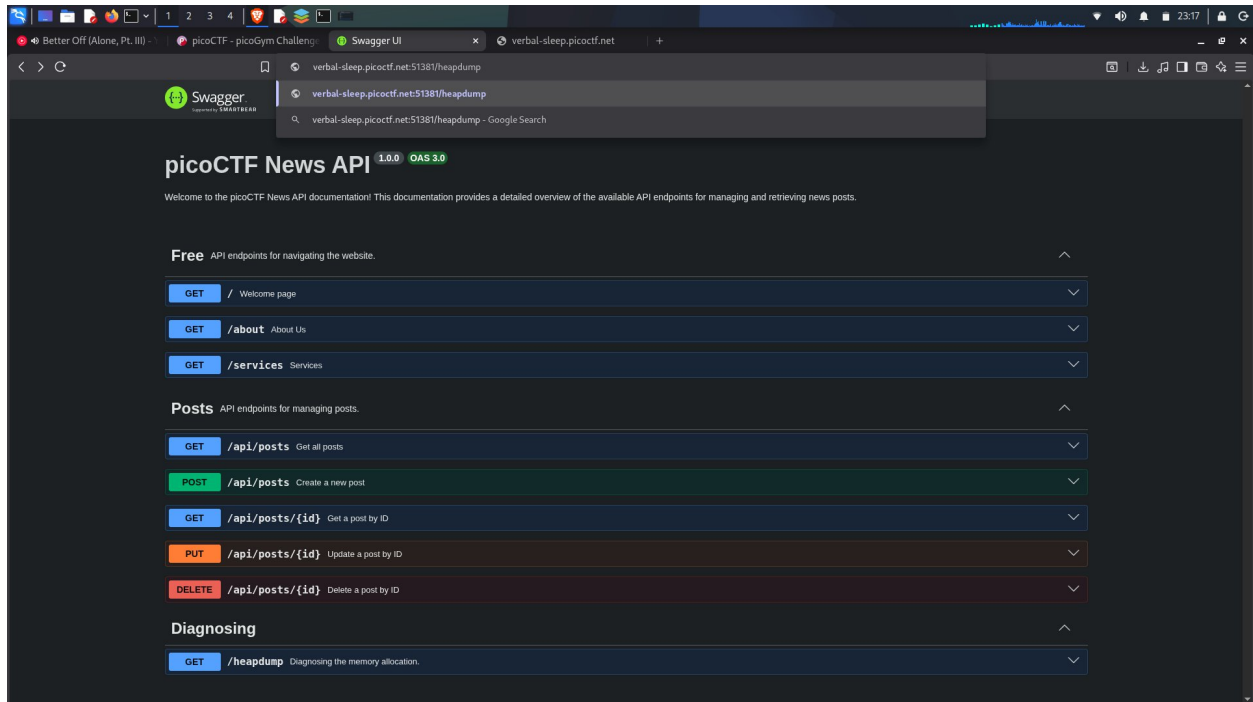 1 2 3 4
23:17
Better Off (Alone, Pt. III) -
picoCTF - picoGym Challenge
Swagger UI
verbal-sleep.picoctf.net
verbal-sleep.picoctf.net:51381/heapdump
verbal-sleep.picoctf.net:51381/heapdump
verbal-sleep.picoctf.net:51381/heapdump - Google Search
Swagger.
Supported by SMARTBEAR
picoCTF News API 1.0.0 OAS 3.0
Welcome to the picoCTF News API documentation! This documentation provides a detailed overview of the available API endpoints for managing and retrieving news posts.
Free API endpoints for navigating the website.
GET / Welcome page
GET /about About Us
GET /services Services
Posts API endpoints for managing posts.
GET /api/posts Get all posts
POST /api/posts Create a new post
GET /api/posts/{id} Get a post by ID
PUT /api/posts/{id} Update a post by ID
DELETE /api/posts/{id} Delete a post by ID
Diagnosing
GET /heapdump Diagnosing the memory allocation.